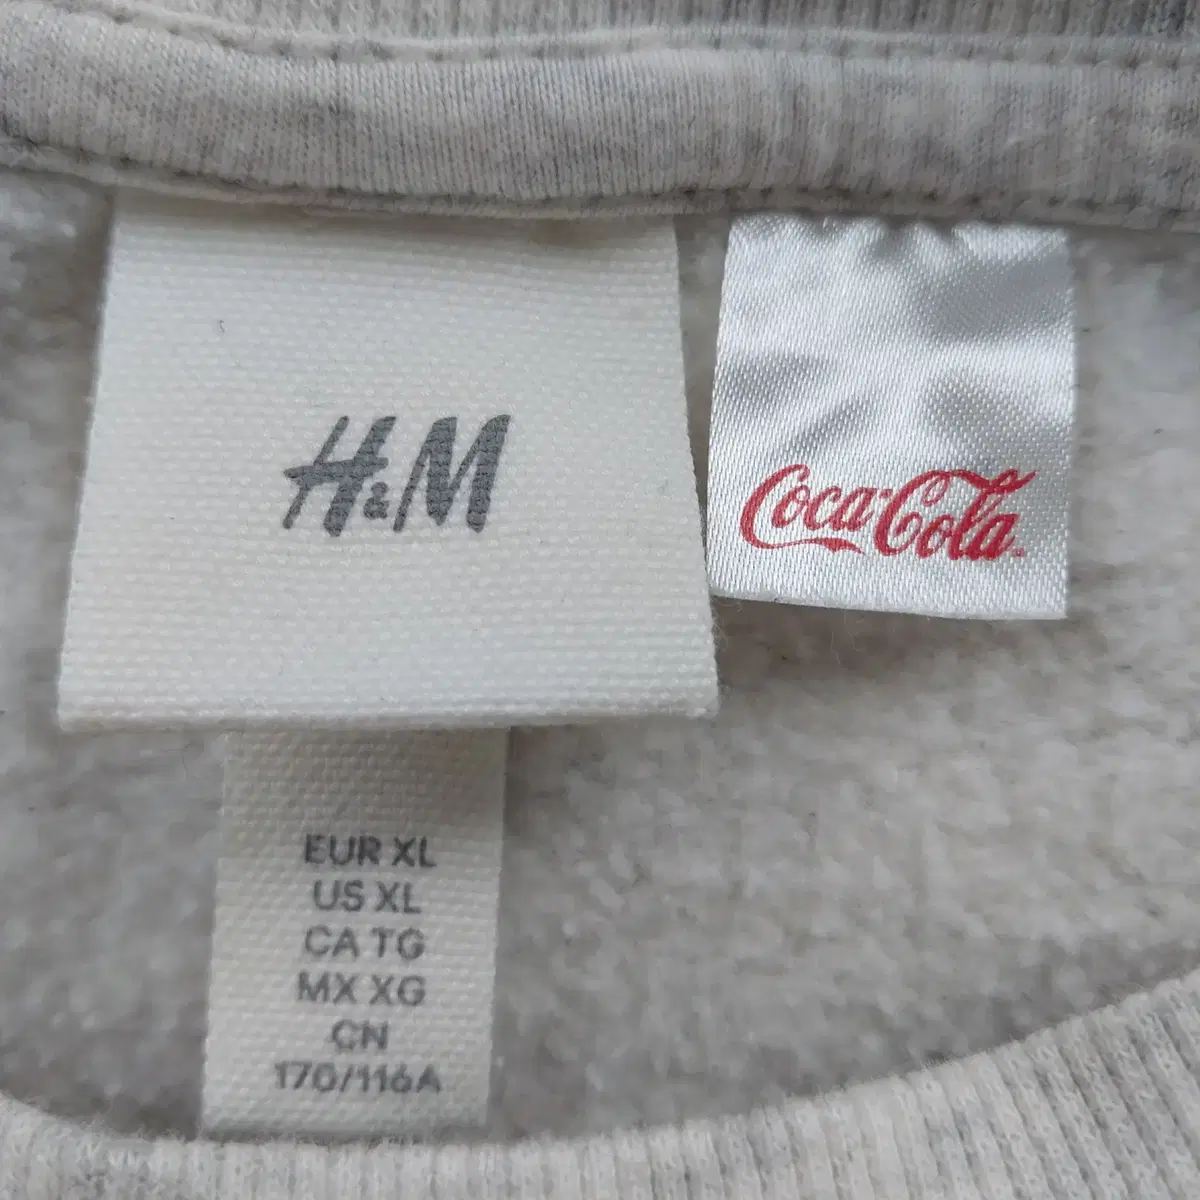 H&M
Coca-Cola
EUR XL
US XL
CA TG
MX XG
CN
170/116A